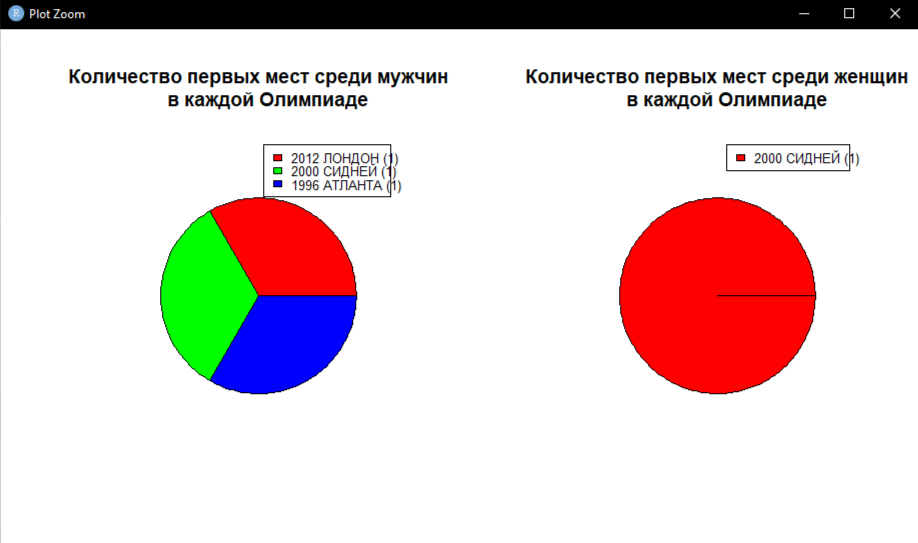 Plot Zoom
Количество первых мест среди мужчин
в каждой Олимпиаде
2012 ЛОНДОН (1)
2000 СИДНЕЙ (1)
1996 АТЛАНТА (1)
Количество первых мест среди женщин
в каждой Олимпиаде
2000 СИДНЕЙ (1)